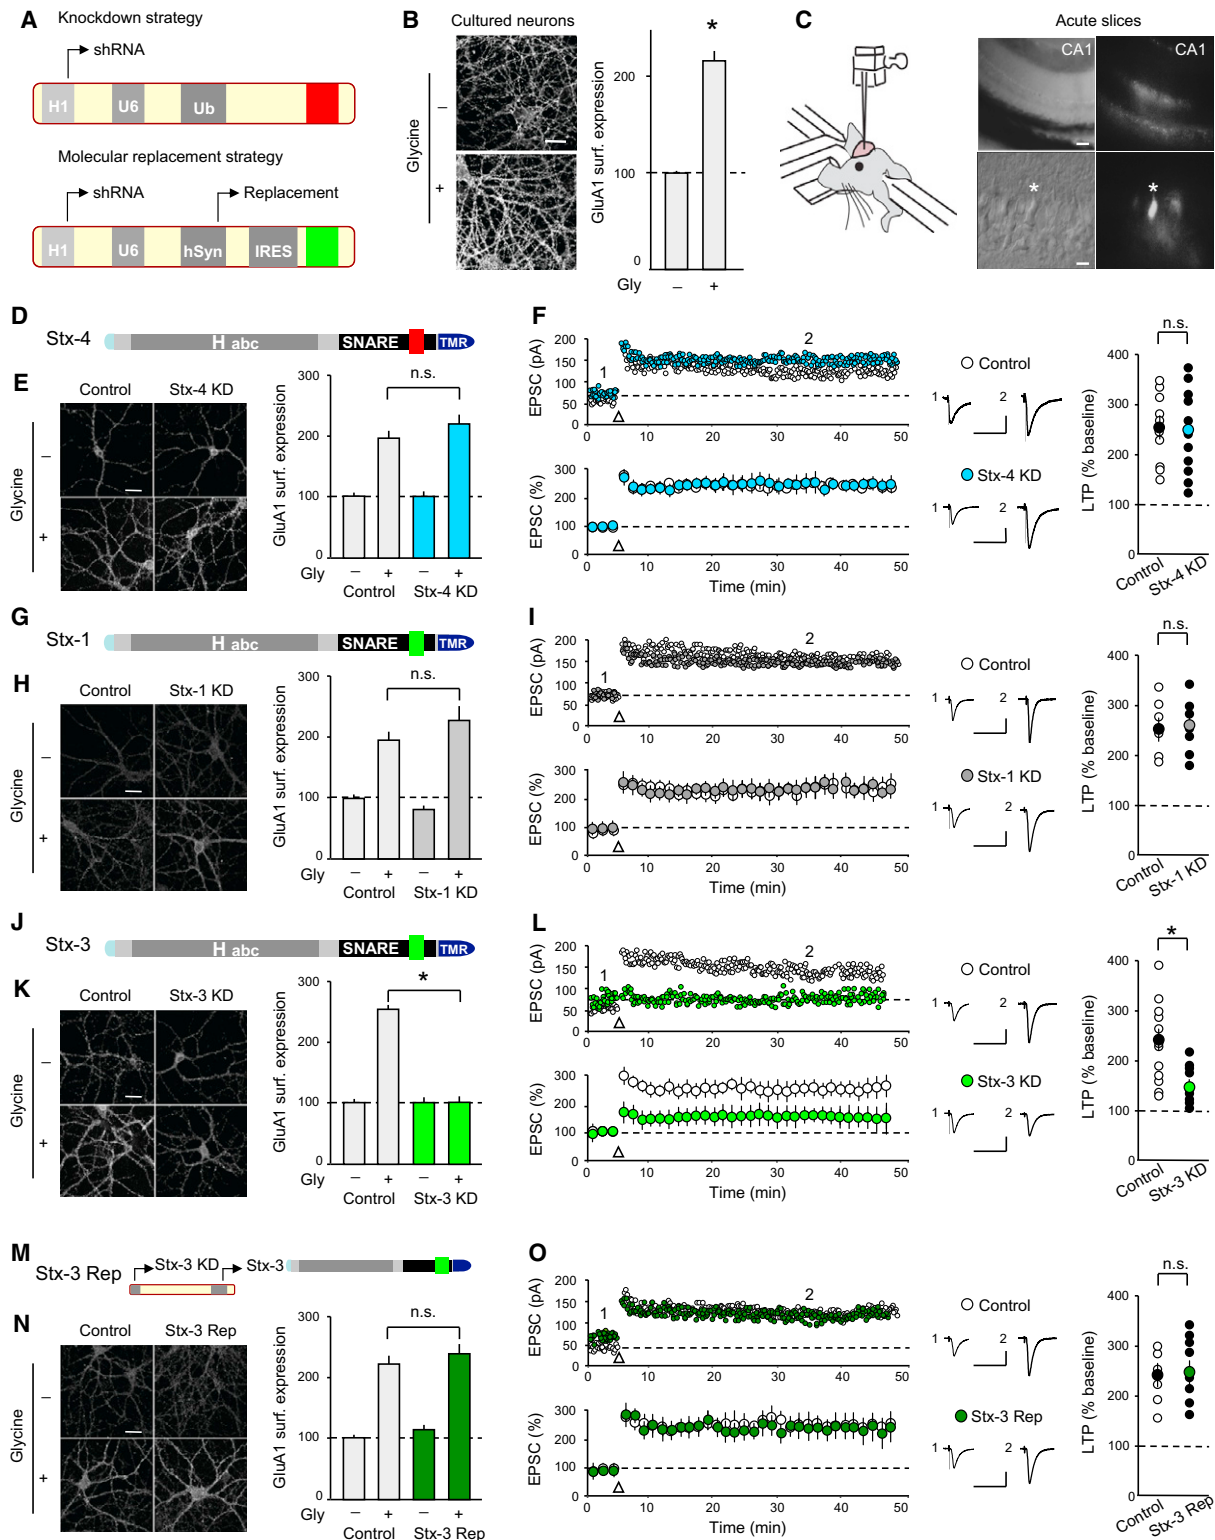 A
Knockdown strategy
shRNA
H1 U6 Ub
Molecular replacement strategy
shRNA Replacement
H1 U6 hSyn IRES
B
Cultured neurons
Glycine
–
+
GluA1 surf. expression
200
100
0
*
Gly – +
C
Acute slices
CA1 CA1
* *
D
Stx-4
H abc SNARE TMR
E
Control Stx-4 KD
Glycine
–
+
GluA1 surf. expression
300
200
100
0
n.s.
Gly – + – +
Control Stx-4 KD
F
EPSC (pA)
200
150
100
50
0
1 2
0 10 20 30 40 50
EPSC (%)
300
200
100
0
0 10 20 30 40 50
Time (min)
Control
1 2
Stx-4 KD
1 2
n.s.
LTP (% baseline)
400
300
200
100
0
Control
Stx-4 KD
G
Stx-1
H abc SNARE TMR
H
Control Stx-1 KD
Glycine
–
+
GluA1 surf. expression
300
200
100
0
n.s.
Gly – + – +
Control Stx-1 KD
I
EPSC (pA)
200
150
100
50
0
1 2
0 10 20 30 40 50
EPSC (%)
300
200
100
0
0 10 20 30 40 50
Time (min)
Control
1 2
Stx-1 KD
1 2
n.s.
LTP (% baseline)
400
300
200
100
0
Control
Stx-1 KD
J
Stx-3
H abc SNARE TMR
K
Control Stx-3 KD
Glycine
–
+
GluA1 surf. expression
300
200
100
0
*
Gly – + – +
Control Stx-3 KD
L
EPSC (pA)
200
150
100
50
0
1 2
0 10 20 30 40 50
EPSC (%)
300
200
100
0
0 10 20 30 40 50
Time (min)
Control
1 2
Stx-3 KD
1 2
*
LTP (% baseline)
400
300
200
100
0
Control
Stx-3 KD
M
Stx-3 Rep
Stx-3 KD Stx-3
N
Control Stx-3 Rep
Glycine
–
+
GluA1 surf. expression
300
200
100
0
n.s.
Gly – + – +
Control Stx-3 Rep
O
EPSC (pA)
200
150
100
50
0
1 2
0 10 20 30 40 50
EPSC (%)
300
200
100
0
0 10 20 30 40 50
Time (min)
Control
1 2
Stx-3 Rep
1 2
n.s.
LTP (% baseline)
400
300
200
100
0
Control
Stx-3 Rep